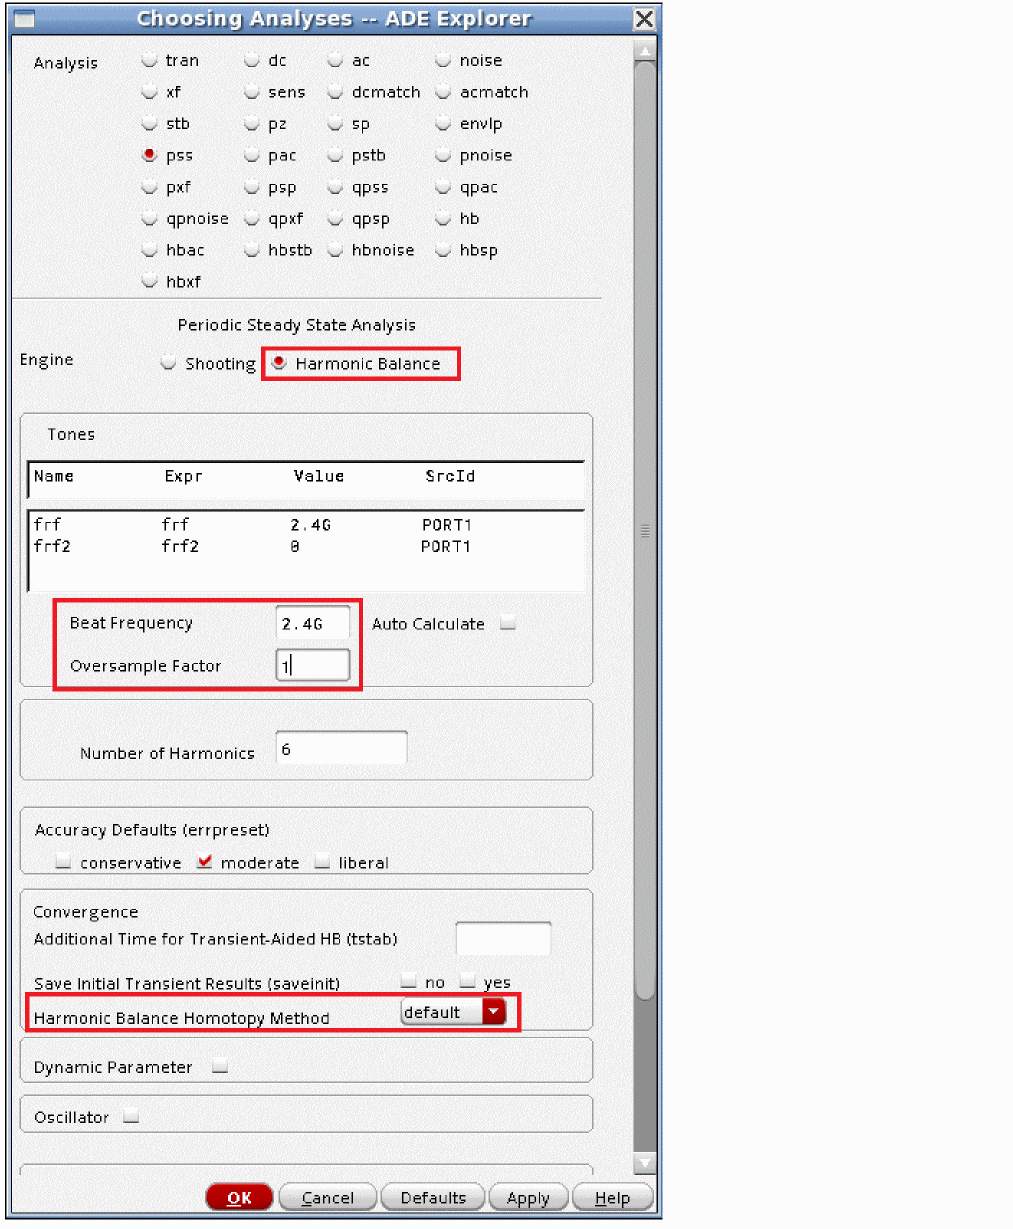 Choosing Analyses -- ADE Explorer
Analysis tran dc ac noise
xf sens dcmatch acmatch
stb pz sp envlp
pss pac pstb pnoise
pxf psp qpss qpac
qpnoise qpxf qpsp hb
hbac hbstb hbnoise hbsp
hbxf
Periodic Steady State Analysis
Engine Shooting Harmonic Balance
Tones
Name Expr Value SrcId
frf frf 2.4G PORT1
frf2 frf2 0 PORT1
Beat Frequency 2.4G Auto Calculate
Oversample Factor 1
Number of Harmonics 6
Accuracy Defaults (errpreset)
conservative moderate liberal
Convergence
Additional Time for Transient-Aided HB (tstab)
Save Initial Transient Results (saveinit) no yes
Harmonic Balance Homotopy Method default
Dynamic Parameter
Oscillator
OK Cancel Defaults Apply Help